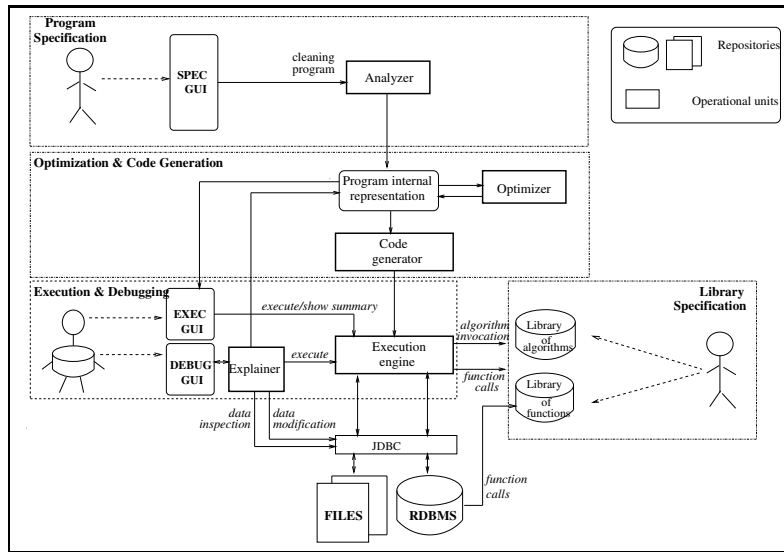 Program
Specification
SPEC
GUI
cleaning
program
Analyzer
Repositories
Operational units
Optimization & Code Generation
Program internal
representation
Optimizer
Code
generator
Execution & Debugging
EXEC
GUI
execute/show summary
DEBUG
GUI
Explainer
execute
Execution
engine
algorithm
invocation
function
calls
Library
Specification
Library
of
algorithms
Library
of
functions
data
inspection
data
modification
JDBC
FILES
RDBMS
function
calls